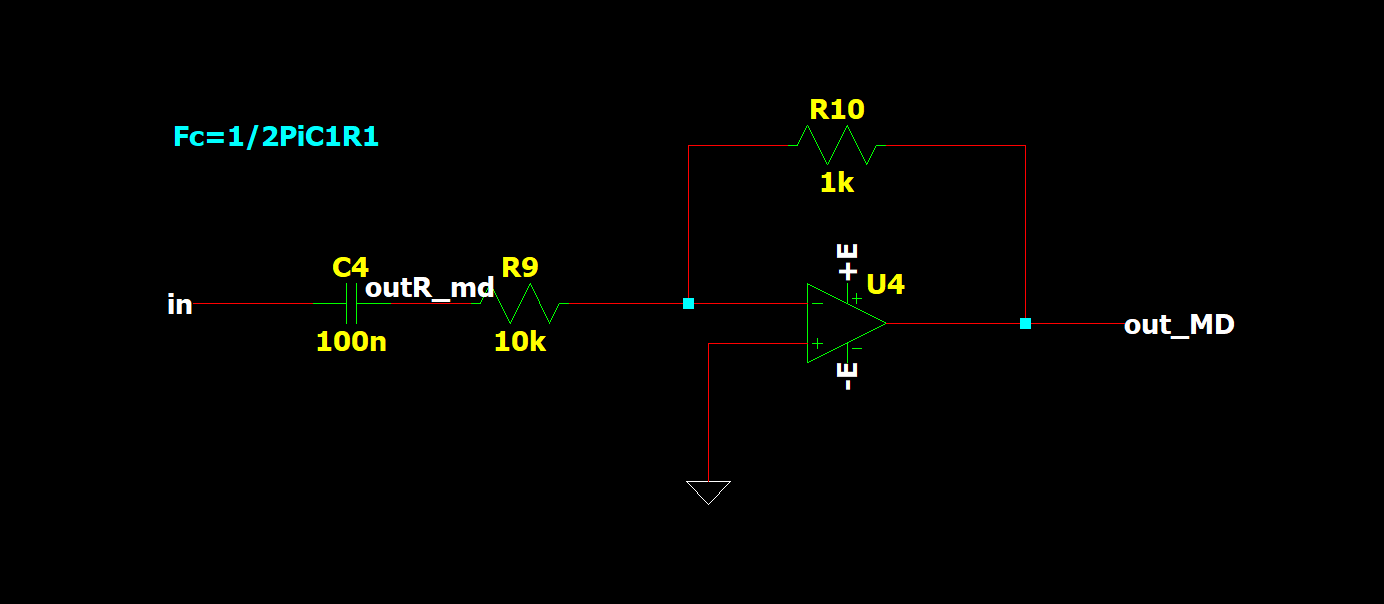 R10
Fc=1/2PiC1R1
1k
+E
C4
R9
outR_md
U4
in
out_MD
100n
10k
-E